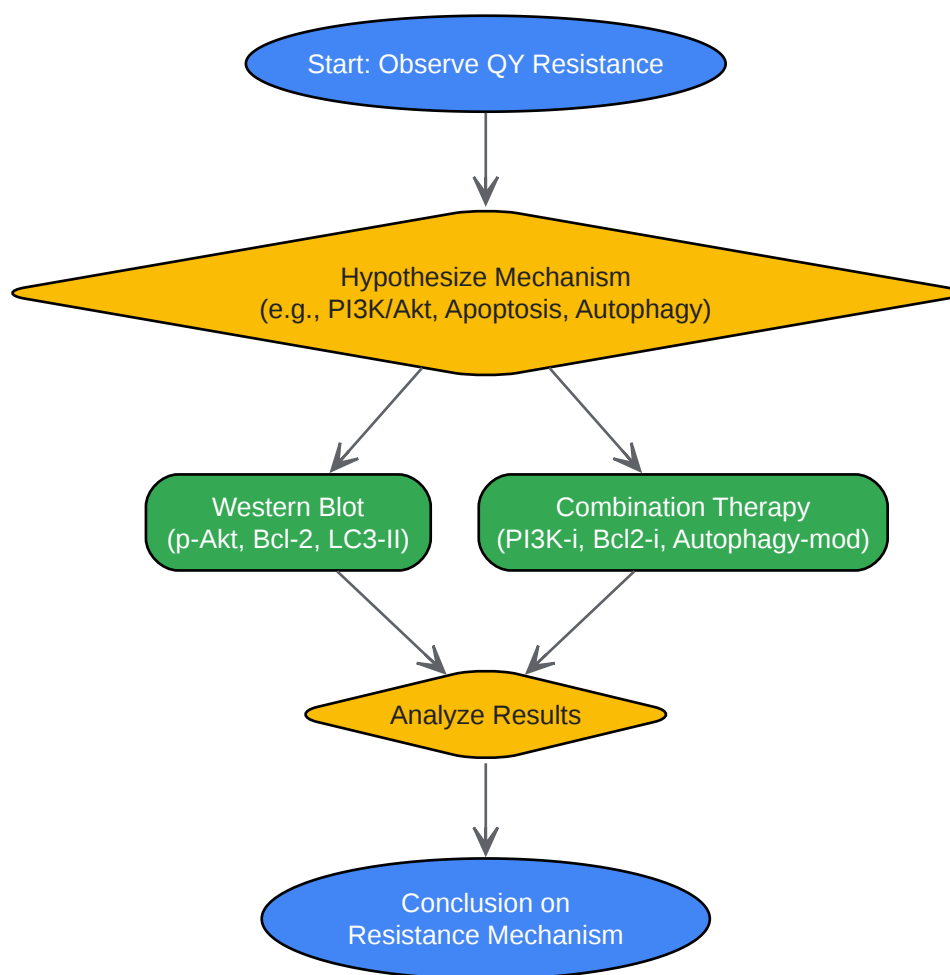 Start: Observe QY Resistance
Hypothesize Mechanism
(e.g., PI3K/Akt, Apoptosis, Autophagy)
Western Blot
(p-Akt, Bcl-2, LC3-II)
Combination Therapy
(PI3K-i, Bcl2-i, Autophagy-mod)
Analyze Results
Conclusion on
Resistance Mechanism